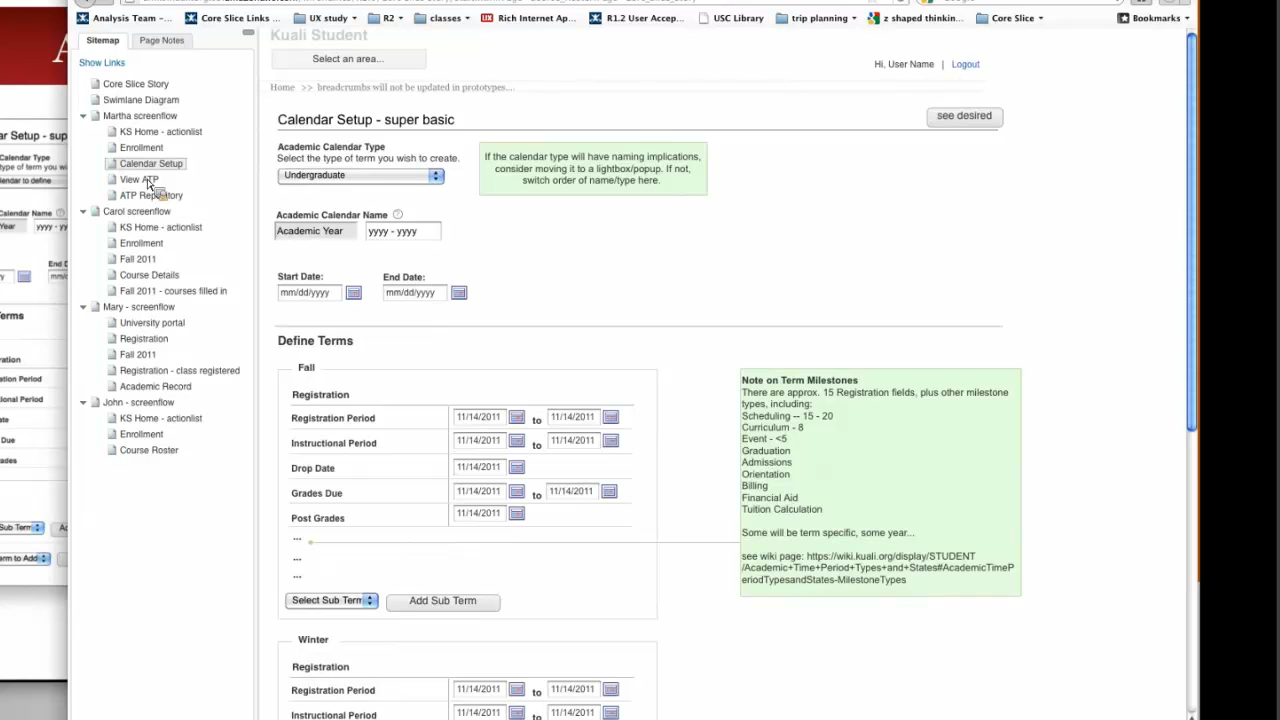 Analysis Team -...
Core Slice Links ...
UX study
R2
classes
Rich Internet Ap...
R1.2 User Accep...
USC Library
trip planning
z shaped thinkin...
Core Slice
Bookmarks
Sitemap
Page Notes
Show Links
Core Slice Story
Swimlane Diagram
Martha screenflow
KS Home - actionlist
Enrollment
Calendar Setup
View ATP
Carol screenflow
KS Home - actionlist
Enrollment
Fall 2011
Course Details
Fall 2011 - courses filled in
Mary - screenflow
University portal
Registration
Fall 2011
Registration - class registered
Academic Record
John - screenflow
KS Home - actionlist
Enrollment
Course Roster
Kuali Student
Select an area...
Hi, User Name | Logout
Home >> breadcrumbs will not be updated in prototypes....
Calendar Setup - super basic
see desired
Academic Calendar Type
Select the type of term you wish to create.
Undergraduate
If the calendar type will have naming implications,
consider moving it to a lightbox/popup. If not,
switch order of name/type here.
Academic Calendar Name ?
Academic Year yyyy - yyyy
Start Date: End Date:
mm/dd/yyyy mm/dd/yyyy
Define Terms
Fall
Registration
Registration Period 11/14/2011 to 11/14/2011
Instructional Period 11/14/2011 to 11/14/2011
Drop Date 11/14/2011
Grades Due 11/14/2011 to 11/14/2011
Post Grades 11/14/2011
...
...
...
Select Sub Term Add Sub Term
Note on Term Milestones
There are approx. 15 Registration fields, plus other milestone
types, including:
Scheduling -- 15 - 20
Curriculum - 8
Event - <5
Graduation
Admissions
Orientation
Billing
Financial Aid
Tuition Calculation
Some will be term specific, some year...
see wiki page: https://wiki.kuali.org/display/STUDENT
/Academic+Time+Period+Types+and+States#AcademicTimeP
eriodTypesandStates-MilestoneTypes
Winter
Registration
Registration Period 11/14/2011 to 11/14/2011
Instructional Period 11/14/2011 to 11/14/2011